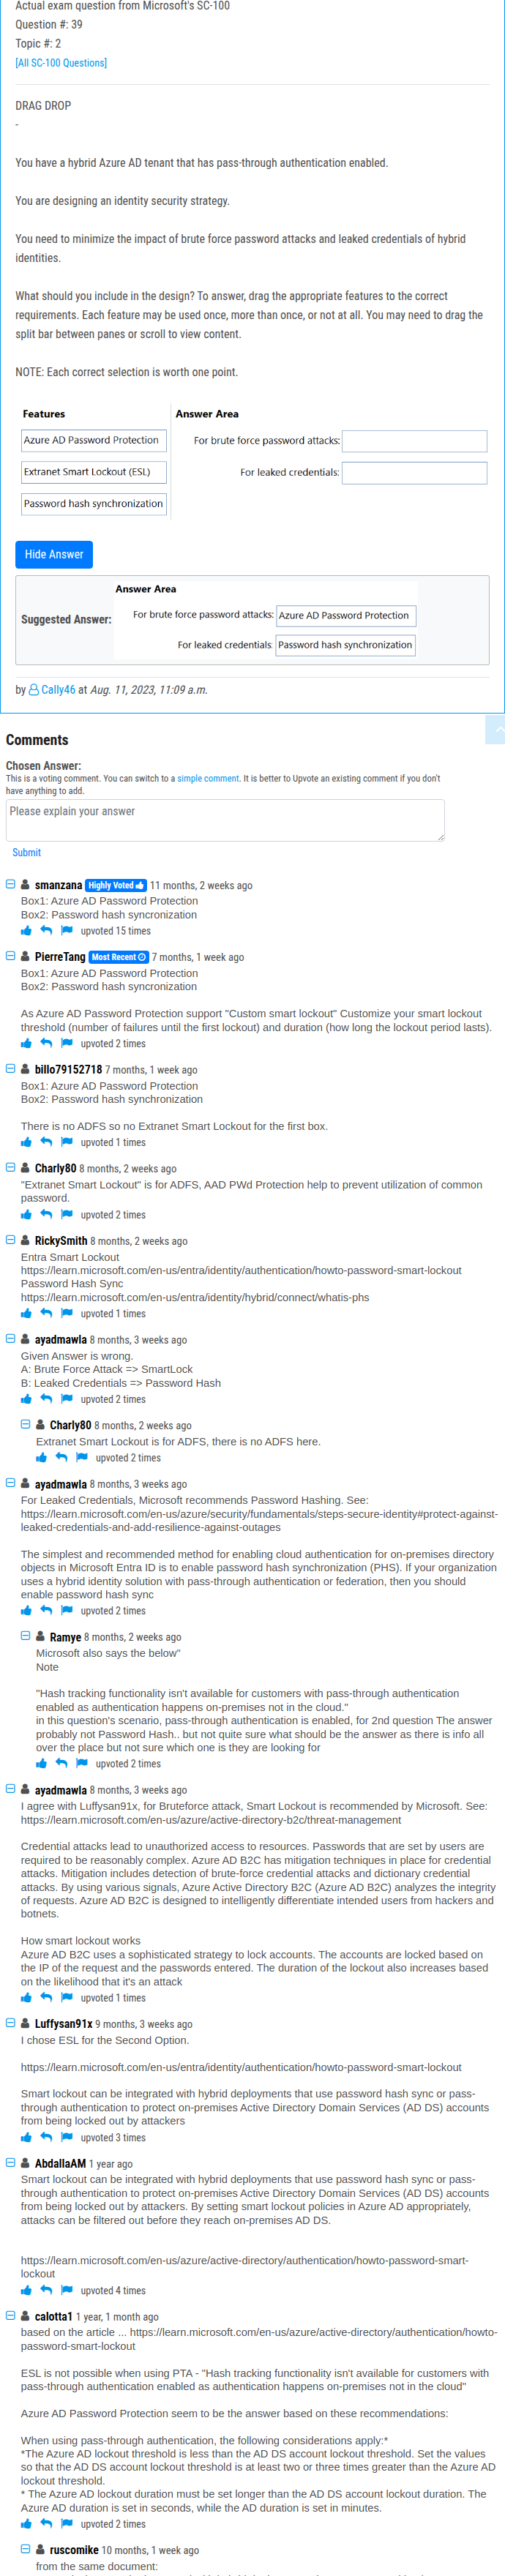 Actual exam question from Microsoft's SC-100
Question #: 39
Topic #: 2
[All SC-100 Questions]
DRAG DROP
-
You have a hybrid Azure AD tenant that has pass-through authentication enabled.
You are designing an identity security strategy.
You need to minimize the impact of brute force password attacks and leaked credentials of hybrid
identities.
What should you include in the design? To answer, drag the appropriate features to the correct
requirements. Each feature may be used once, more than once, or not at all. You may need to drag the
split bar between panes or scroll to view content.
NOTE: Each correct selection is worth one point.
Features
Answer Area
Azure AD Password Protection
For brute force password attacks:
Extranet Smart Lockout (ESL)
For leaked credentials:
Password hash synchronization
Hide Answer
Answer Area
Suggested Answer:
For brute force password attacks: Azure AD Password Protection
For leaked credentials: Password hash synchronization
by Cally46 at Aug. 11, 2023, 11:09 a.m.
Comments
Chosen Answer:
This is a voting comment. You can switch to a simple comment. It is better to Upvote an existing comment if you don't
have anything to add.
Please explain your answer
Submit
smanzana Highly Voted 11 months, 2 weeks ago
Box1: Azure AD Password Protection
Box2: Password hash syncronization
upvoted 15 times
PierreTang Most Recent 7 months, 1 week ago
Box1: Azure AD Password Protection
Box2: Password hash syncronization
As Azure AD Password Protection support "Custom smart lockout" Customize your smart lockout
threshold (number of failures until the first lockout) and duration (how long the lockout period lasts).
upvoted 2 times
billo79152718 7 months, 1 week ago
Box1: Azure AD Password Protection
Box2: Password hash synchronization
There is no ADFS so no Extranet Smart Lockout for the first box.
upvoted 1 times
Charly80 8 months, 2 weeks ago
"Extranet Smart Lockout" is for ADFS, AAD PWd Protection help to prevent utilization of common
password.
upvoted 2 times
RickySmith 8 months, 2 weeks ago
Entra Smart Lockout
https://learn.microsoft.com/en-us/entra/identity/authentication/howto-password-smart-lockout
Password Hash Sync
https://learn.microsoft.com/en-us/entra/identity/hybrid/connect/whatis-phs
upvoted 1 times
ayadmawla 8 months, 3 weeks ago
Given Answer is wrong.
A: Brute Force Attack => SmartLock
B: Leaked Credentials => Password Hash
upvoted 2 times
Charly80 8 months, 2 weeks ago
Extranet Smart Lockout is for ADFS, there is no ADFS here.
upvoted 2 times
ayadmawla 8 months, 3 weeks ago
For Leaked Credentials, Microsoft recommends Password Hashing. See:
https://learn.microsoft.com/en-us/azure/security/fundamentals/steps-secure-identity#protect-against-
leaked-credentials-and-add-resilience-against-outages
The simplest and recommended method for enabling cloud authentication for on-premises directory
objects in Microsoft Entra ID is to enable password hash synchronization (PHS). If your organization
uses a hybrid identity solution with pass-through authentication or federation, then you should
enable password hash sync
upvoted 2 times
Ramye 8 months, 2 weeks ago
Microsoft also says the below"
Note
"Hash tracking functionality isn't available for customers with pass-through authentication
enabled as authentication happens on-premises not in the cloud."
in this question's scenario, pass-through authentication is enabled, for 2nd question The answer
probably not Password Hash.. but not quite sure what should be the answer as there is info all
over the place but not sure which one is they are looking for
upvoted 2 times
ayadmawla 8 months, 3 weeks ago
I agree with Luffysan91x, for Bruteforce attack, Smart Lockout is recommended by Microsoft. See:
https://learn.microsoft.com/en-us/azure/active-directory-b2c/threat-management
Credential attacks lead to unauthorized access to resources. Passwords that are set by users are
required to be reasonably complex. Azure AD B2C has mitigation techniques in place for credential
attacks. Mitigation includes detection of brute-force credential attacks and dictionary credential
attacks. By using various signals, Azure Active Directory B2C (Azure AD B2C) analyzes the integrity
of requests. Azure AD B2C is designed to intelligently differentiate intended users from hackers and
botnets.
How smart lockout works
Azure AD B2C uses a sophisticated strategy to lock accounts. The accounts are locked based on
the IP of the request and the passwords entered. The duration of the lockout also increases based
on the likelihood that it's an attack
upvoted 1 times
Luffysan91x 9 months, 3 weeks ago
I chose ESL for the Second Option.
https://learn.microsoft.com/en-us/entra/identity/authentication/howto-password-smart-lockout
Smart lockout can be integrated with hybrid deployments that use password hash sync or pass-
through authentication to protect on-premises Active Directory Domain Services (AD DS) accounts
from being locked out by attackers
upvoted 3 times
AbdallaAM 1 year ago
Smart lockout can be integrated with hybrid deployments that use password hash sync or pass-
through authentication to protect on-premises Active Directory Domain Services (AD DS) accounts
from being locked out by attackers. By setting smart lockout policies in Azure AD appropriately,
attacks can be filtered out before they reach on-premises AD DS.
https://learn.microsoft.com/en-us/azure/active-directory/authentication/howto-password-smart-
lockout
upvoted 4 times
calotta1 1 year, 1 month ago
based on the article ... https://learn.microsoft.com/en-us/azure/active-directory/authentication/howto-
password-smart-lockout
ESL is not possible when using PTA - "Hash tracking functionality isn't available for customers with
pass-through authentication enabled as authentication happens on-premises not in the cloud"
Azure AD Password Protection seem to be the answer based on these recommendations:
When using pass-through authentication, the following considerations apply:*
*The Azure AD lockout threshold is less than the AD DS account lockout threshold. Set the values
so that the AD DS account lockout threshold is at least two or three times greater than the Azure AD
lockout threshold.
* The Azure AD lockout duration must be set longer than the AD DS account lockout duration. The
Azure AD duration is set in seconds, while the AD duration is set in minutes.
upvoted 2 times
ruscomike 10 months, 1 week ago
from the same document: